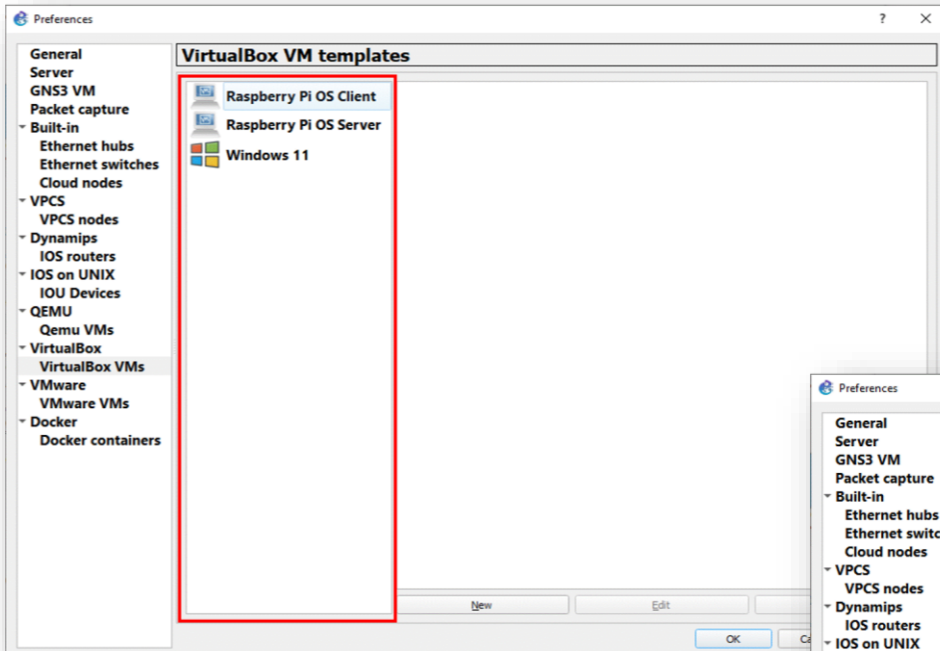 Preferences
? ×
General
Server
GNS3 VM
Packet capture
Built-in
Ethernet hubs
Ethernet switches
Cloud nodes
VPCS
VPCS nodes
Dynamips
IOS routers
IOS on UNIX
IOU Devices
QEMU
Qemu VMs
VirtualBox
VirtualBox VMs
VMware
VMware VMs
Docker
Docker containers
VirtualBox VM templates
Raspberry Pi OS Client
Raspberry Pi OS Server
Windows 11
New
Edit
OK
Preferences
General
Server
GNS3 VM
Packet capture
Built-in
Ethernet hubs
Ethernet switc
Cloud nodes
VPCS
VPCS nodes
Dynamips
IOS routers
IOS on UNIX